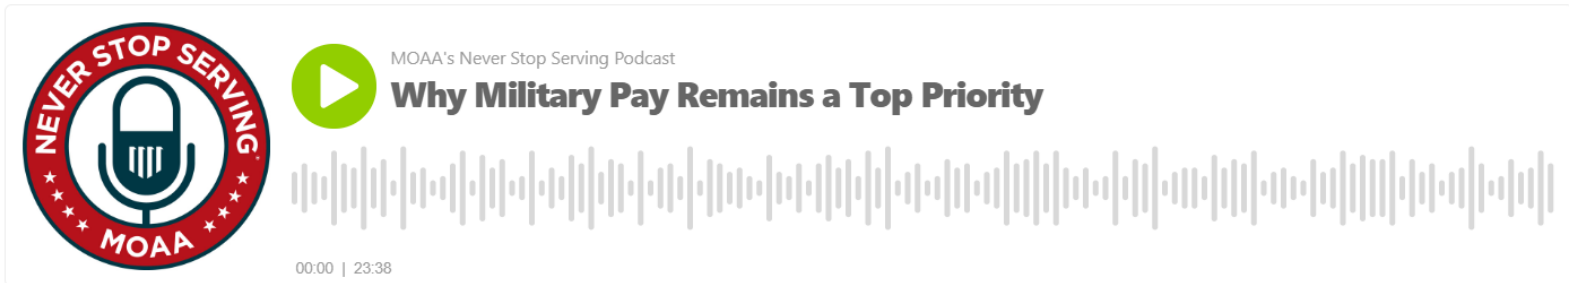 NEVER STOP SERVING®
MOAA
MOAA's Never Stop Serving Podcast
Why Military Pay Remains a Top Priority
00:00 | 23:38